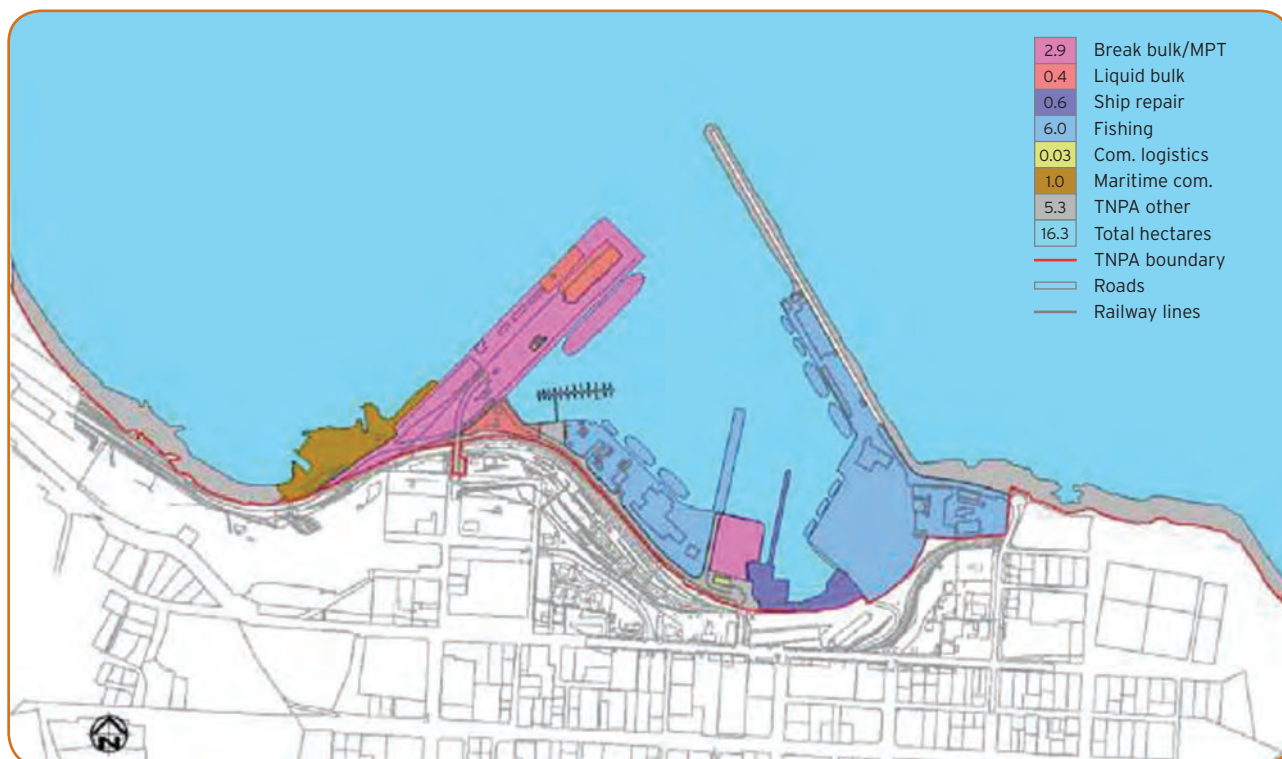 2.9 Break bulk/MPT
0.4 Liquid bulk
0.6 Ship repair
6.0 Fishing
0.03 Com. logistics
1.0 Maritime com.
5.3 TNPA other
16.3 Total hectares
TNPA boundary
Roads
Railway lines
N